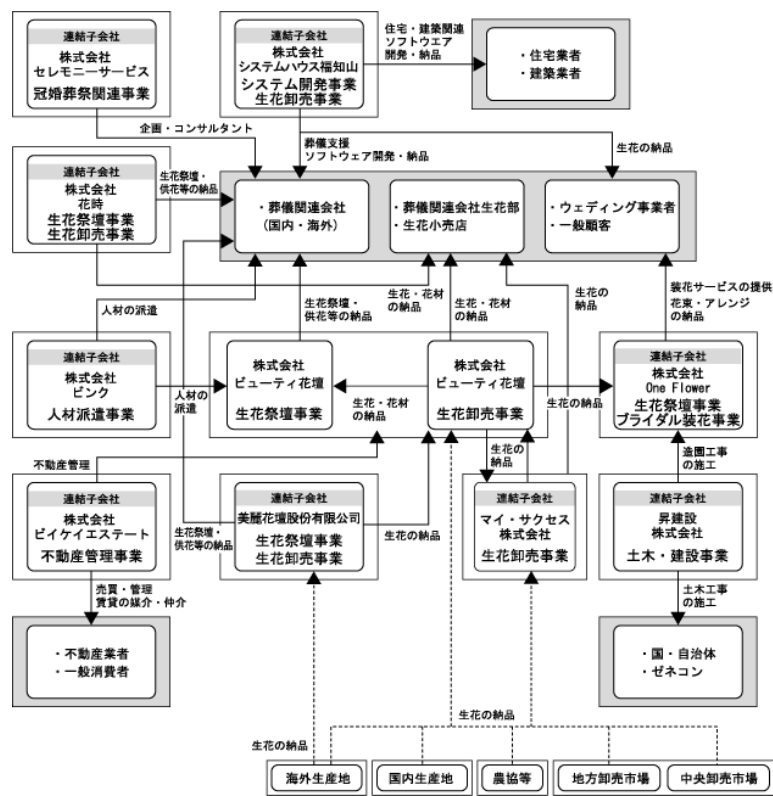 連結子会社
株式会社
セレモニーサービス
冠婚葬祭関連事業
連結子会社
株式会社
システムハウス福知山
システム開発事業
生花卸売事業
住宅・建築関連
ソフトウエア
開発・納品
・住宅業者
・建築業者
企画・コンサルタント
葬儀支援
ソフトウェア開発・納品
生花の納品
連結子会社
株式会社
花時
生花祭壇事業
生花卸売事業
生花祭壇・
供花等の納品
・葬儀関連会社
(国内・海外)
・葬儀関連会社生花部
・生花小売店
・ウェディング事業者
・一般顧客
人材の派遣
生花祭壇・
供花等の納品
生花・花材
の納品
生花・花材
の納品
生花の
納品
装花サービスの提供
花束・アレンジ
の納品
連結子会社
株式会社
ピンク
人材派遣事業
人材の
派遣
株式会社
ビューティ花壇
生花祭壇事業
生花・花材
の納品
株式会社
ビューティ花壇
生花卸売事業
生花の納品
連結子会社
株式会社
One Flower
生花祭壇事業
ブライダル装花事業
不動産管理
生花の
納品
造園工事
の施工
連結子会社
株式会社
ビイケイエステート
不動産管理事業
生花祭壇・
供花等の納品
連結子会社
美麗花壇股份有限公司
生花祭壇事業
生花卸売事業
生花の納品
連結子会社
マイ・サクセス
株式会社
生花卸売事業
連結子会社
昇建設
株式会社
土木・建設事業
売買・管理
賃貸の媒介・仲介
土木工事
の施工
・不動産業者
・一般消費者
・国・自治体
・ゼネコン
生花の納品
生花の納品
海外生産地
国内生産地
農協等
地方卸売市場
中央卸売市場